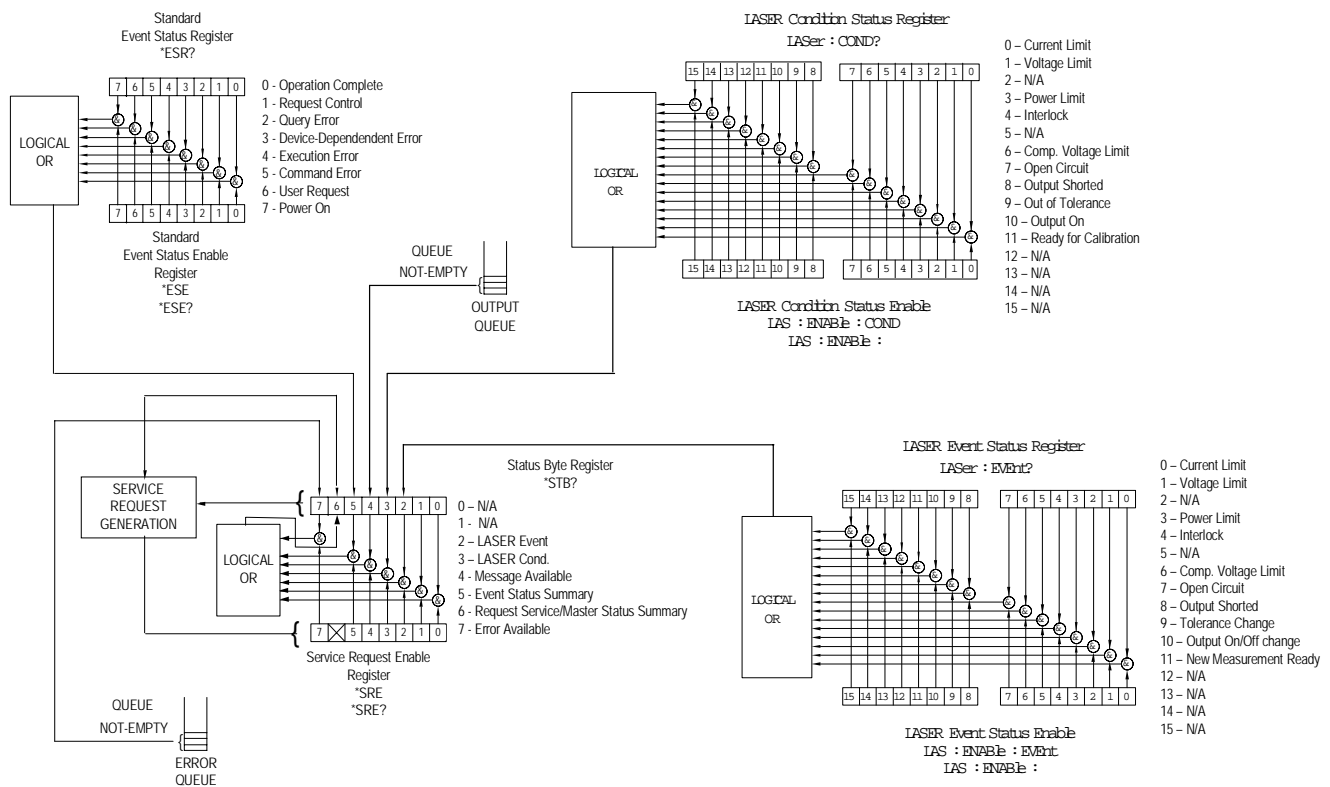 Standard
Event Status Register
*ESR?
7 6 5 4 3 2 1 0
0 - Operation Complete
1 - Request Control
2 - Query Error
3 - Device-Dependent Error
4 - Execution Error
5 - Command Error
6 - User Request
7 - Power On
LOGICAL
OR
& & & & & & & &
7 6 5 4 3 2 1 0
Standard
Event Status Enable
Register
*ESE
*ESE?
QUEUE
NOT-EMPTY
OUTPUT
QUEUE
LASER Condition Status Register
LASer : COND?
15 14 13 12 11 10 9 8 7 6 5 4 3 2 1 0
LOGICAL
OR
& & & & & & & & & & & & & & & &
15 14 13 12 11 10 9 8 7 6 5 4 3 2 1 0
LASER Condition Status Enable
LAS : ENABle : COND
LAS : ENABle :
0 – Current Limit
1 – Voltage Limit
2 – N/A
3 – Power Limit
4 – Interlock
5 – N/A
6 – Comp. Voltage Limit
7 – Open Circuit
8 – Output Shorted
9 – Out of Tolerance
10 – Output On
11 – Ready for Calibration
12 – N/A
13 – N/A
14 – N/A
15 – N/A
SERVICE
REQUEST
GENERATION
Status Byte Register
*STB?
7 6 5 4 3 2 1 0
LOGICAL
OR
& & & & & & &
0 – N/A
1 - N/A
2 – LASER Event
3 – LASER Cond.
4 - Message Available
5 - Event Status Summary
6 - Request Service/Master Status Summary
7 - Error Available
7 5 4 3 2 1 0
Service Request Enable
Register
*SRE
*SRE?
QUEUE
NOT-EMPTY
ERROR
QUEUE
LASER Event Status Register
LASer : EVEnt?
15 14 13 12 11 10 9 8 7 6 5 4 3 2 1 0
LOGICAL
OR
& & & & & & & & & & & & & & & &
15 14 13 12 11 10 9 8 7 6 5 4 3 2 1 0
LASER Event Status Enable
LAS : ENABle : EVEnt
LAS : ENABle :
0 – Current Limit
1 – Voltage Limit
2 – N/A
3 – Power Limit
4 – Interlock
5 – N/A
6 – Comp. Voltage Limit
7 – Open Circuit
8 – Output Shorted
9 – Tolerance Change
10 – Output On/Off change
11 – New Measurement Ready
12 – N/A
13 – N/A
14 – N/A
15 – N/A